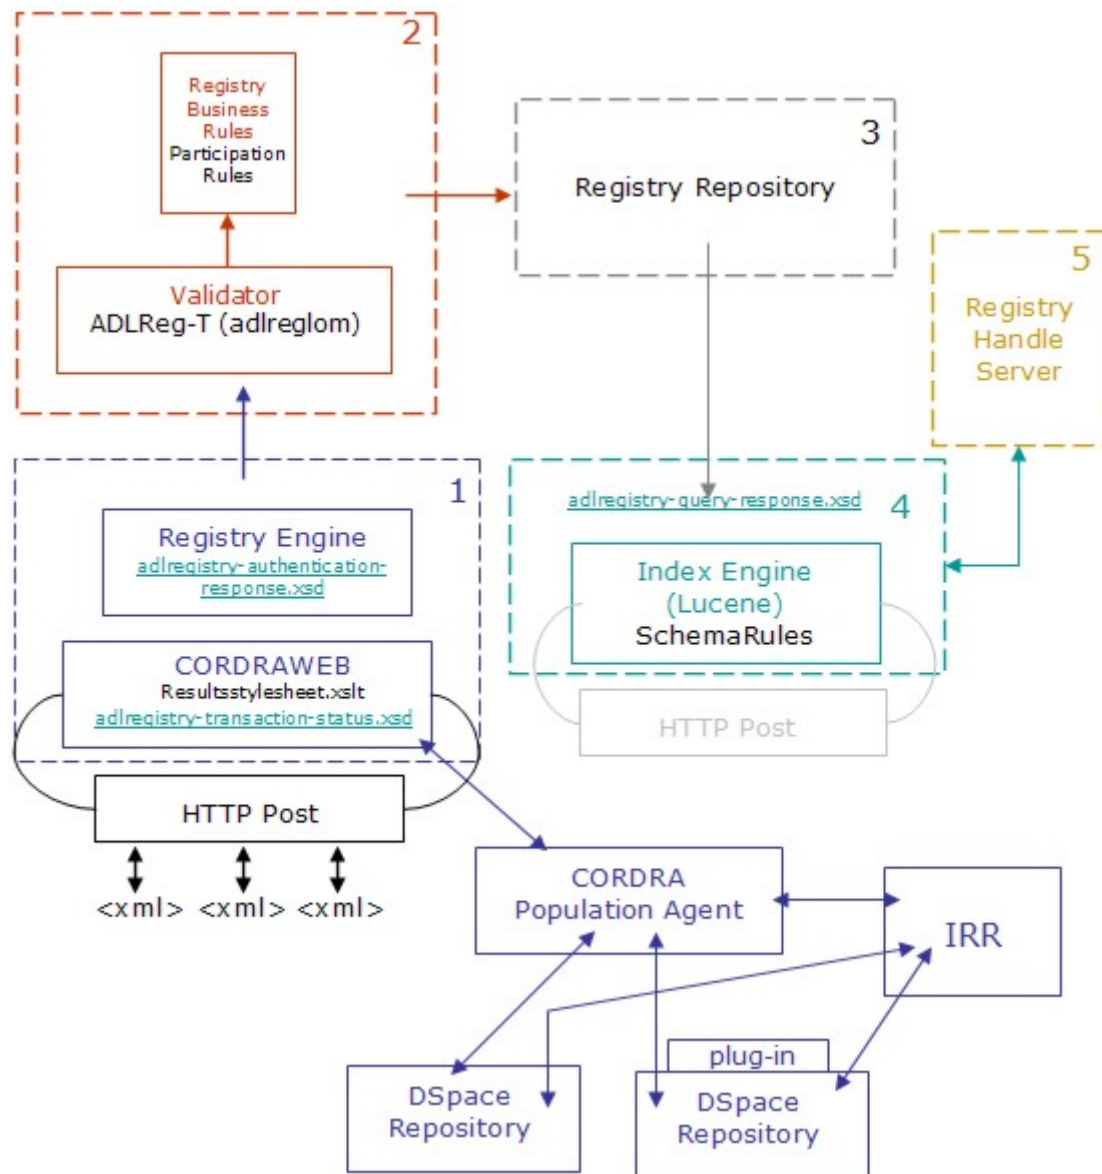 2
Registry
Business
Rules
Participation
Rules
Validator
ADLReg-T (adlreglom)
3
Registry Repository
5
Registry
Handle
Server
1
Registry Engine
adlregistry-authentication-
response.xsd
CORDRAWEB
Resultsstylesheet.xslt
adlregistry-transaction-status.xsd
HTTP Post
<xml> <xml> <xml>
adlregistry-query-response.xsd
4
Index Engine
(Lucene)
SchemaRules
HTTP Post
CORDRA
Population Agent
IRR
DSpace
Repository
plug-in
DSpace
Repository